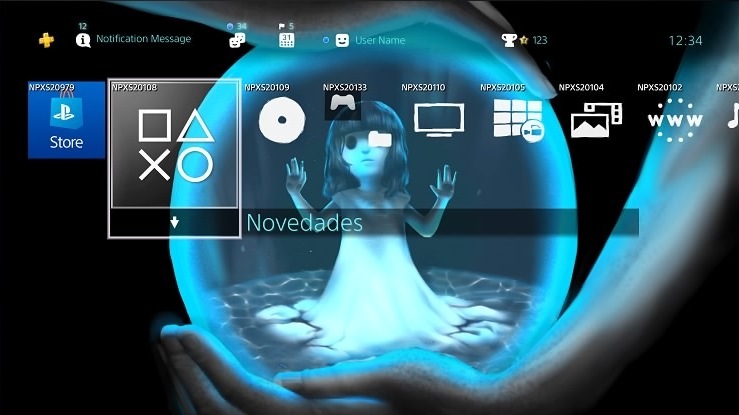 12
Notification Message
34
5
31
User Name
123
12:34
NPXS20979
NPXS20108
NPXS20109
NPXS20133
NPXS20110
NPXS20105
NPXS20104
NPXS20102
NPXS
Store
www
Novedades